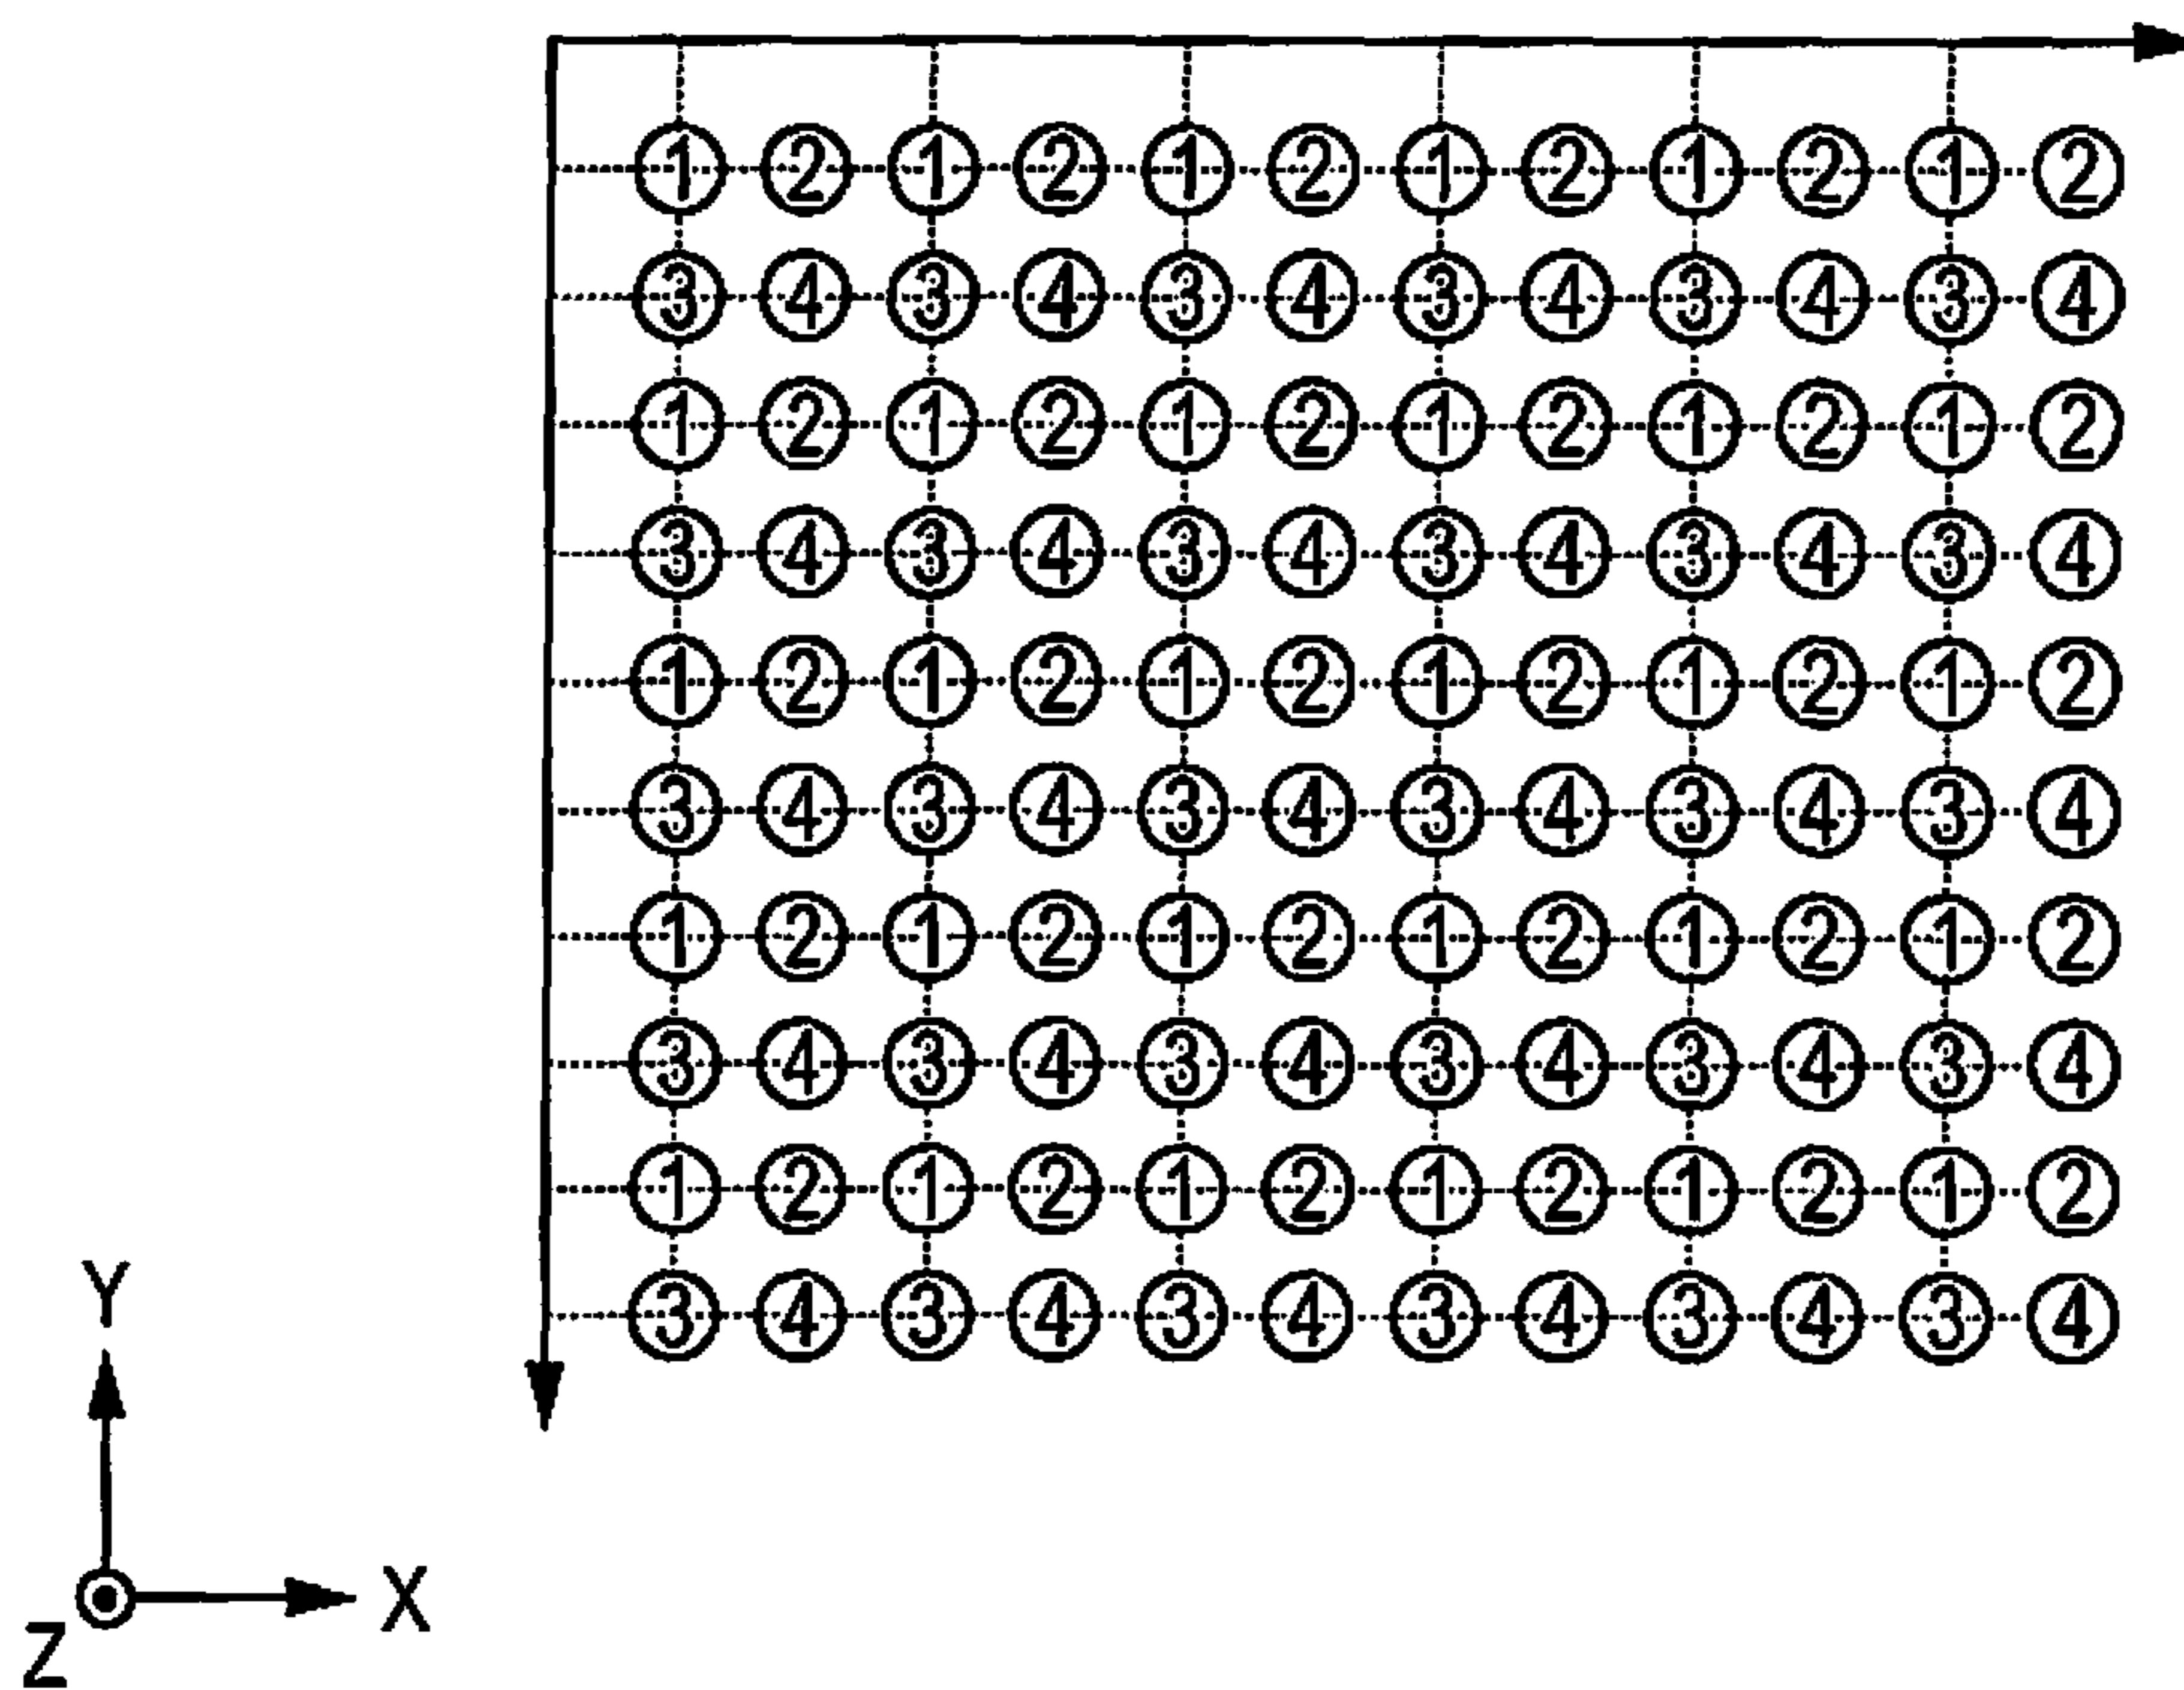 ① ② ① ② ① ② ① ② ① ② ① ②
③ ④ ③ ④ ③ ④ ③ ④ ③ ④ ③ ④
① ② ① ② ① ② ① ② ① ② ① ②
③ ④ ③ ④ ③ ④ ③ ④ ③ ④ ③ ④
① ② ① ② ① ② ① ② ① ② ① ②
③ ④ ③ ④ ③ ④ ③ ④ ③ ④ ③ ④
① ② ① ② ① ② ① ② ① ② ① ②
③ ④ ③ ④ ③ ④ ③ ④ ③ ④ ③ ④
① ② ① ② ① ② ① ② ① ② ① ②
③ ④ ③ ④ ③ ④ ③ ④ ③ ④ ③ ④
Y
X
Z